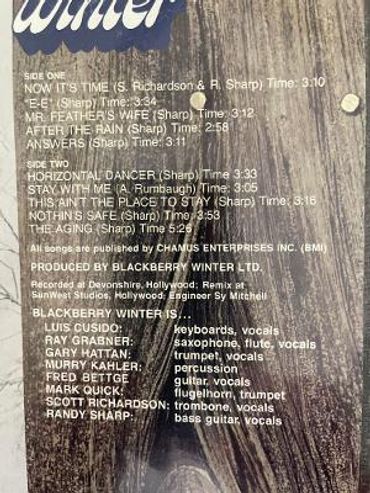 Winter
SIDE ONE
NOW IT'S TIME (S. Richardson & R. Sharp) Time: 3:10
"E-E" (Sharp) Time: 3:34
MR. FEATHER'S WIFE (Sharp) Time: 3:12
AFTER THE RAIN (Sharp) Time: 2:58
ANSWERS (Sharp) Time: 3:11
SIDE TWO
HORIZONTAL DANCER (Sharp) Time 3:33
STAY WITH ME (A. Rumbaugh) Time: 3:05
THIS AIN'T THE PLACE TO STAY (Sharp) Time: 3:16
NOTHIN'S SAFE (Sharp) Time: 3:53
THE AGING (Sharp) Time 5:26
All songs are published by CHAMUS ENTERPRISES INC. (BMI)
PRODUCED BY BLACKBERRY WINTER LTD.
Recorded at Devonshire, Hollywood; Remix at
SunWest Studios, Hollywood; Engineer Sy Mitchell
BLACKBERRY WINTER IS...
LUIS CUSIDO: keyboards, vocals
RAY GRABNER: saxophone, flute, vocals
GARY HATTAN: trumpet, vocals
MURRY KAHLER: percussion
FRED BETTGE guitar, vocals
MARK QUICK: flugelhorn, trumpet
SCOTT RICHARDSON: trombone, vocals
RANDY SHARP: bass guitar, vocals